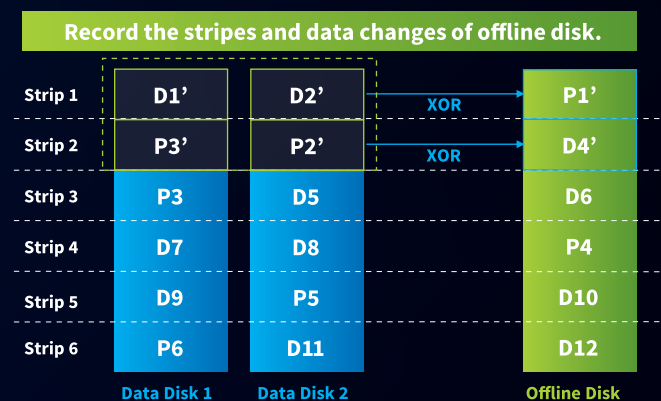 Record the stripes and data changes of offline disk.
Strip 1 D1’ D2’ XOR P1’
Strip 2 P3’ P2’ XOR D4’
Strip 3 P3 D5 D6
Strip 4 D7 D8 P4
Strip 5 D9 P5 D10
Strip 6 P6 D11 D12
Data Disk 1 Data Disk 2 Offline Disk